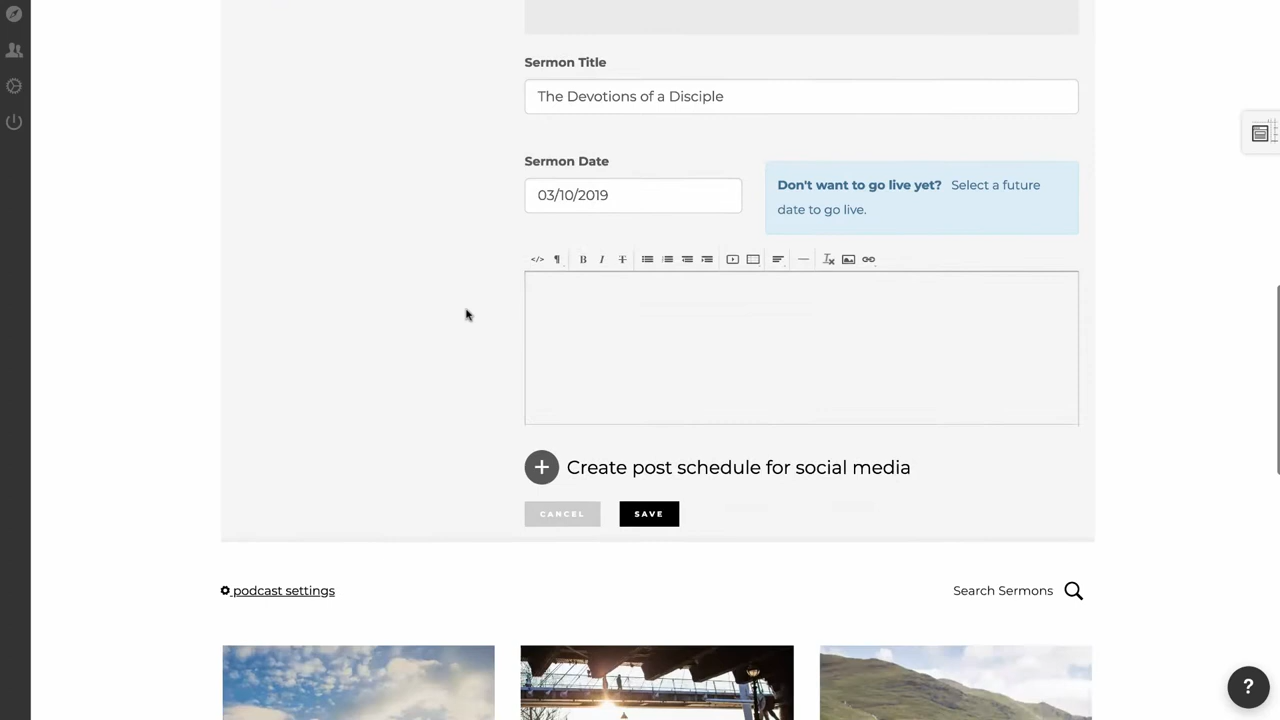 Sermon Title
The Devotions of a Disciple
Sermon Date
03/10/2019
Don't want to go live yet? Select a future
date to go live.
</> ¶ B I T
Create post schedule for social media
CANCEL SAVE
podcast settings
Search Sermons
?